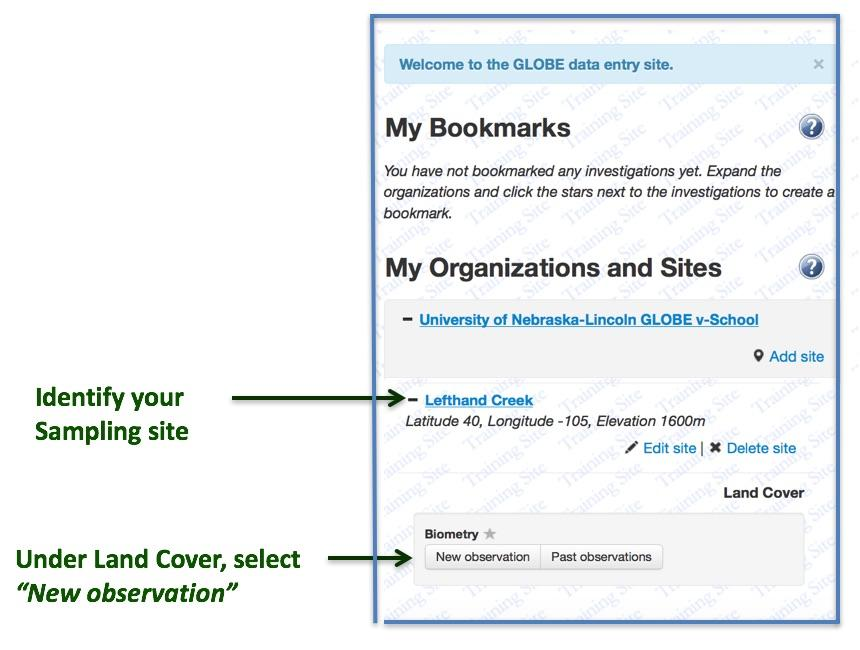 Welcome to the GLOBE data entry site. ×
My Bookmarks ?
You have not bookmarked any investigations yet. Expand the
organizations and click the stars next to the investigations to create a
bookmark.
My Organizations and Sites ?
University of Nebraska-Lincoln GLOBE v-School
Add site
Identify your
Sampling site
Lefthand Creek
Latitude 40, Longitude -105, Elevation 1600m
Edit site | Delete site
Land Cover
Biometry
Under Land Cover, select
“New observation”
New observation Past observations
Training Site